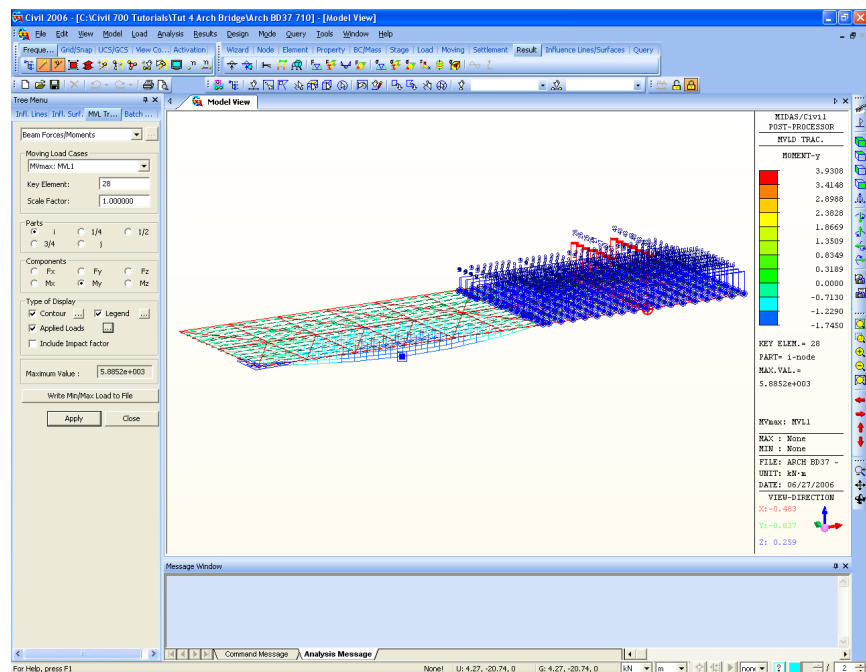 Civil 2006 - [C:\Civil 700 Tutorials\Tut 4 Arch Bridge\Arch BD37 710] - [Model View]
File Edit View Model Load Analysis Results Design Mode Query Tools Window Help
Freque... Grid/Snap UCS/GCS View Co... Activation Wizard Node Element Property BC/Mass Stage Load Moving Settlement Result Influence Lines/Surfaces Query
Tree Menu
Infl. Lines Infl. Surf. MVL Tr... Batch ...
Model View
Beam Forces/Moments
Moving Load Cases
MVmax: MVL1
Key Element: 28
Scale Factor: 1.000000
Parts
i 1/4 1/2
3/4 j
Components
Fx Fy Fz
Mx My Mz
Type of Display
Contour ... Legend ...
Applied Loads ...
Include Impact factor
Maximum Value : 5.8852e+003
Write Min/Max Load to File
Apply Close
MIDAS/Civil
POST-PROCESSOR
MVLD TRAC.
MOMENT-y
3.9308
3.4148
2.8988
2.3828
1.8669
1.3509
0.8349
0.3189
0.0000
-0.7130
-1.2290
-1.7450
KEY ELEM.= 28
PART= i-node
MAX.VAL.=
5.8852e+003
MVmax: MVL1
MAX : None
MIN : None
FILE: ARCH BD37 ~
UNIT: kN·m
DATE: 06/27/2006
VIEW-DIRECTION
X:-0.483
Y:-0.837
Z: 0.259
Message Window
Command Message Analysis Message
For Help, press F1
None! U: 4.27, -20.74, 0 G: 4.27, -20.74, 0 kN m non 2